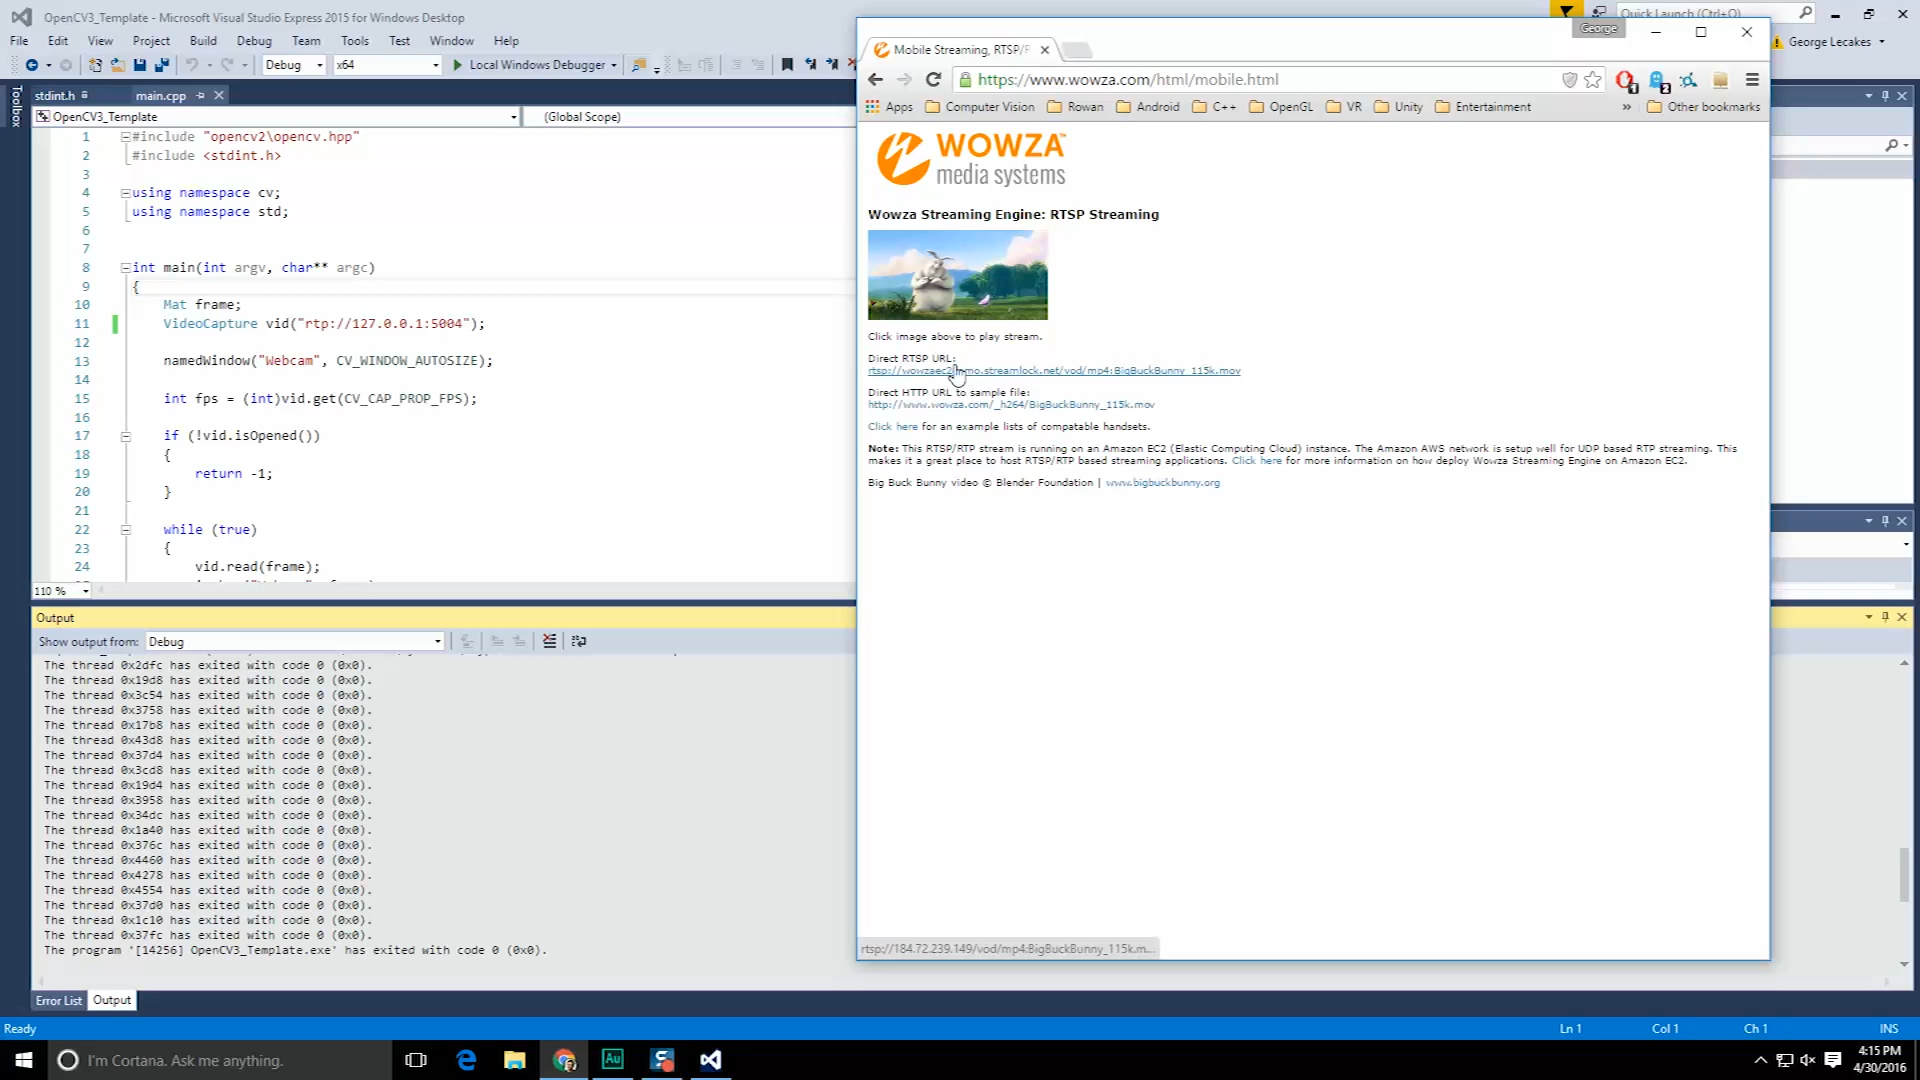 OpenCV3_Template - Microsoft Visual Studio Express 2015 for Windows Desktop
Quick Launch (Ctrl+Q)
File Edit View Project Build Debug Team Tools Test Window Help
George Lecakes
Debug x64 Local Windows Debugger
Toolbox
stdint.h main.cpp
OpenCV3_Template (Global Scope)
1 #include "opencv2\opencv.hpp"
2 #include <stdint.h>
3
4 using namespace cv;
5 using namespace std;
6
7
8 int main(int argv, char** argc)
9 {
10 Mat frame;
11 VideoCapture vid("rtp://127.0.0.1:5004");
12
13 namedWindow("Webcam", CV_WINDOW_AUTOSIZE);
14
15 int fps = (int)vid.get(CV_CAP_PROP_FPS);
16
17 if (!vid.isOpened())
18 {
19 return -1;
20 }
21
22 while (true)
23 {
24 vid.read(frame);
110 %
Output
Show output from: Debug
The thread 0x2dfc has exited with code 0 (0x0).
The thread 0x19d8 has exited with code 0 (0x0).
The thread 0x3c54 has exited with code 0 (0x0).
The thread 0x3758 has exited with code 0 (0x0).
The thread 0x17b8 has exited with code 0 (0x0).
The thread 0x43d8 has exited with code 0 (0x0).
The thread 0x37d4 has exited with code 0 (0x0).
The thread 0x3cd8 has exited with code 0 (0x0).
The thread 0x19d4 has exited with code 0 (0x0).
The thread 0x3958 has exited with code 0 (0x0).
The thread 0x34dc has exited with code 0 (0x0).
The thread 0x1a40 has exited with code 0 (0x0).
The thread 0x376c has exited with code 0 (0x0).
The thread 0x4460 has exited with code 0 (0x0).
The thread 0x4278 has exited with code 0 (0x0).
The thread 0x4554 has exited with code 0 (0x0).
The thread 0x37d0 has exited with code 0 (0x0).
The thread 0x1c10 has exited with code 0 (0x0).
The thread 0x37fc has exited with code 0 (0x0).
The program '[14256] OpenCV3_Template.exe' has exited with code 0 (0x0).
Error List Output
Ready Ln 1 Col 1 Ch 1 INS
George
Mobile Streaming, RTSP/
https://www.wowza.com/html/mobile.html
1 2
Apps Computer Vision Rowan Android C++ OpenGL VR Unity Entertainment » Other bookmarks
WOWZA™
media systems
Wowza Streaming Engine: RTSP Streaming
Click image above to play stream.
Direct RTSP URL:
.streamlock.net/vod/mp4:BigBuckBunny_115k.mov
Direct HTTP URL to sample file:
http://www.wowza.com/_h264/BigBuckBunny_115k.mov
Click here for an example lists of compatable handsets.
Note: This RTSP/RTP stream is running on an Amazon EC2 (Elastic Computing Cloud) instance. The Amazon AWS network is setup well for UDP based RTP streaming. This
makes it a great place to host RTSP/RTP based streaming applications. Click here for more information on how deploy Wowza Streaming Engine on Amazon EC2.
Big Buck Bunny video © Blender Foundation | www.bigbuckbunny.org
rtsp://184.72.239.149/vod/mp4:BigBuckBunny_115k.m...
I'm Cortana. Ask me anything.
Au
4:15 PM
4/30/2016